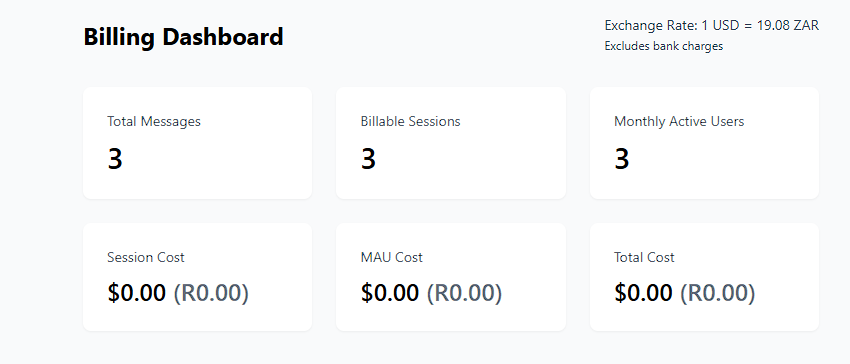 Billing Dashboard
Exchange Rate: 1 USD = 19.08 ZAR
Excludes bank charges
Total Messages
3
Billable Sessions
3
Monthly Active Users
3
Session Cost
$0.00 (R0.00)
MAU Cost
$0.00 (R0.00)
Total Cost
$0.00 (R0.00)